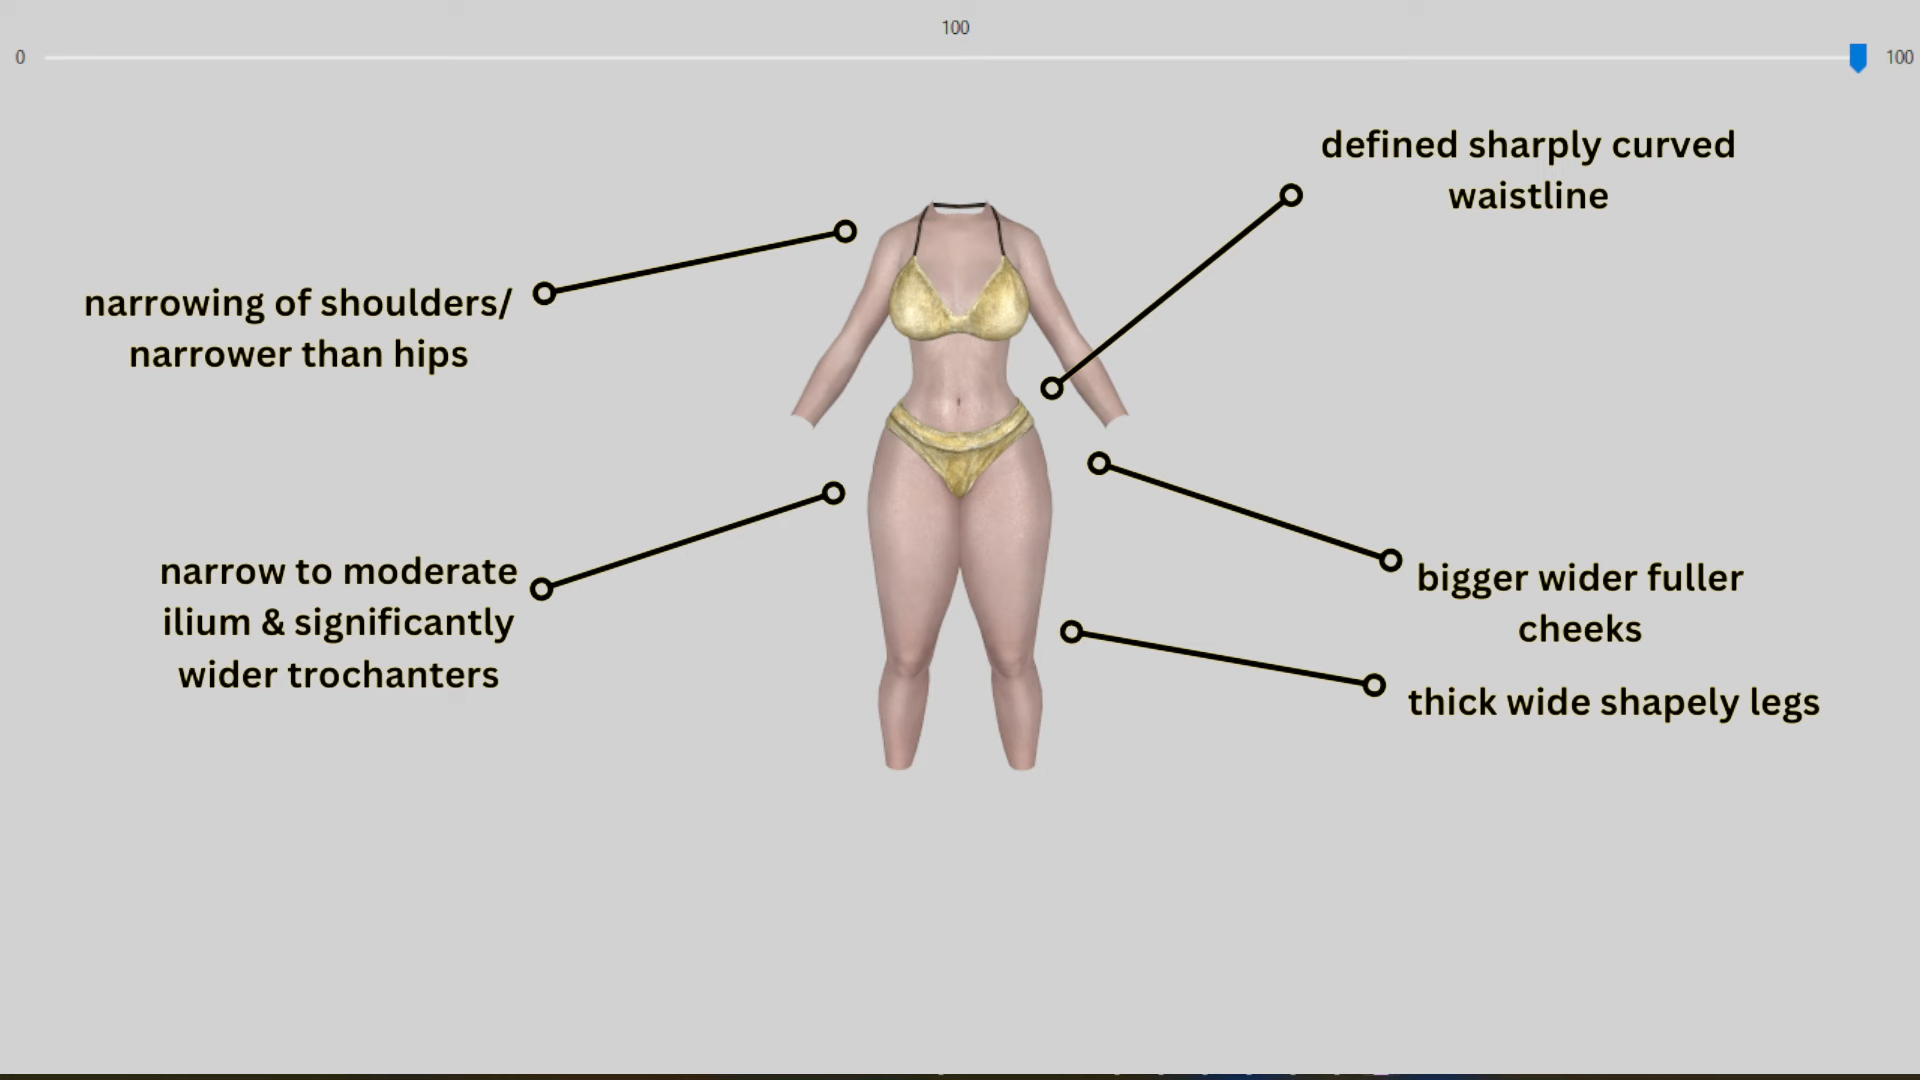 100
0
100
defined sharply curved
waistline
narrowing of shoulders/
narrower than hips
narrow to moderate
ilium & significantly
wider trochanters
bigger wider fuller
cheeks
thick wide shapely legs